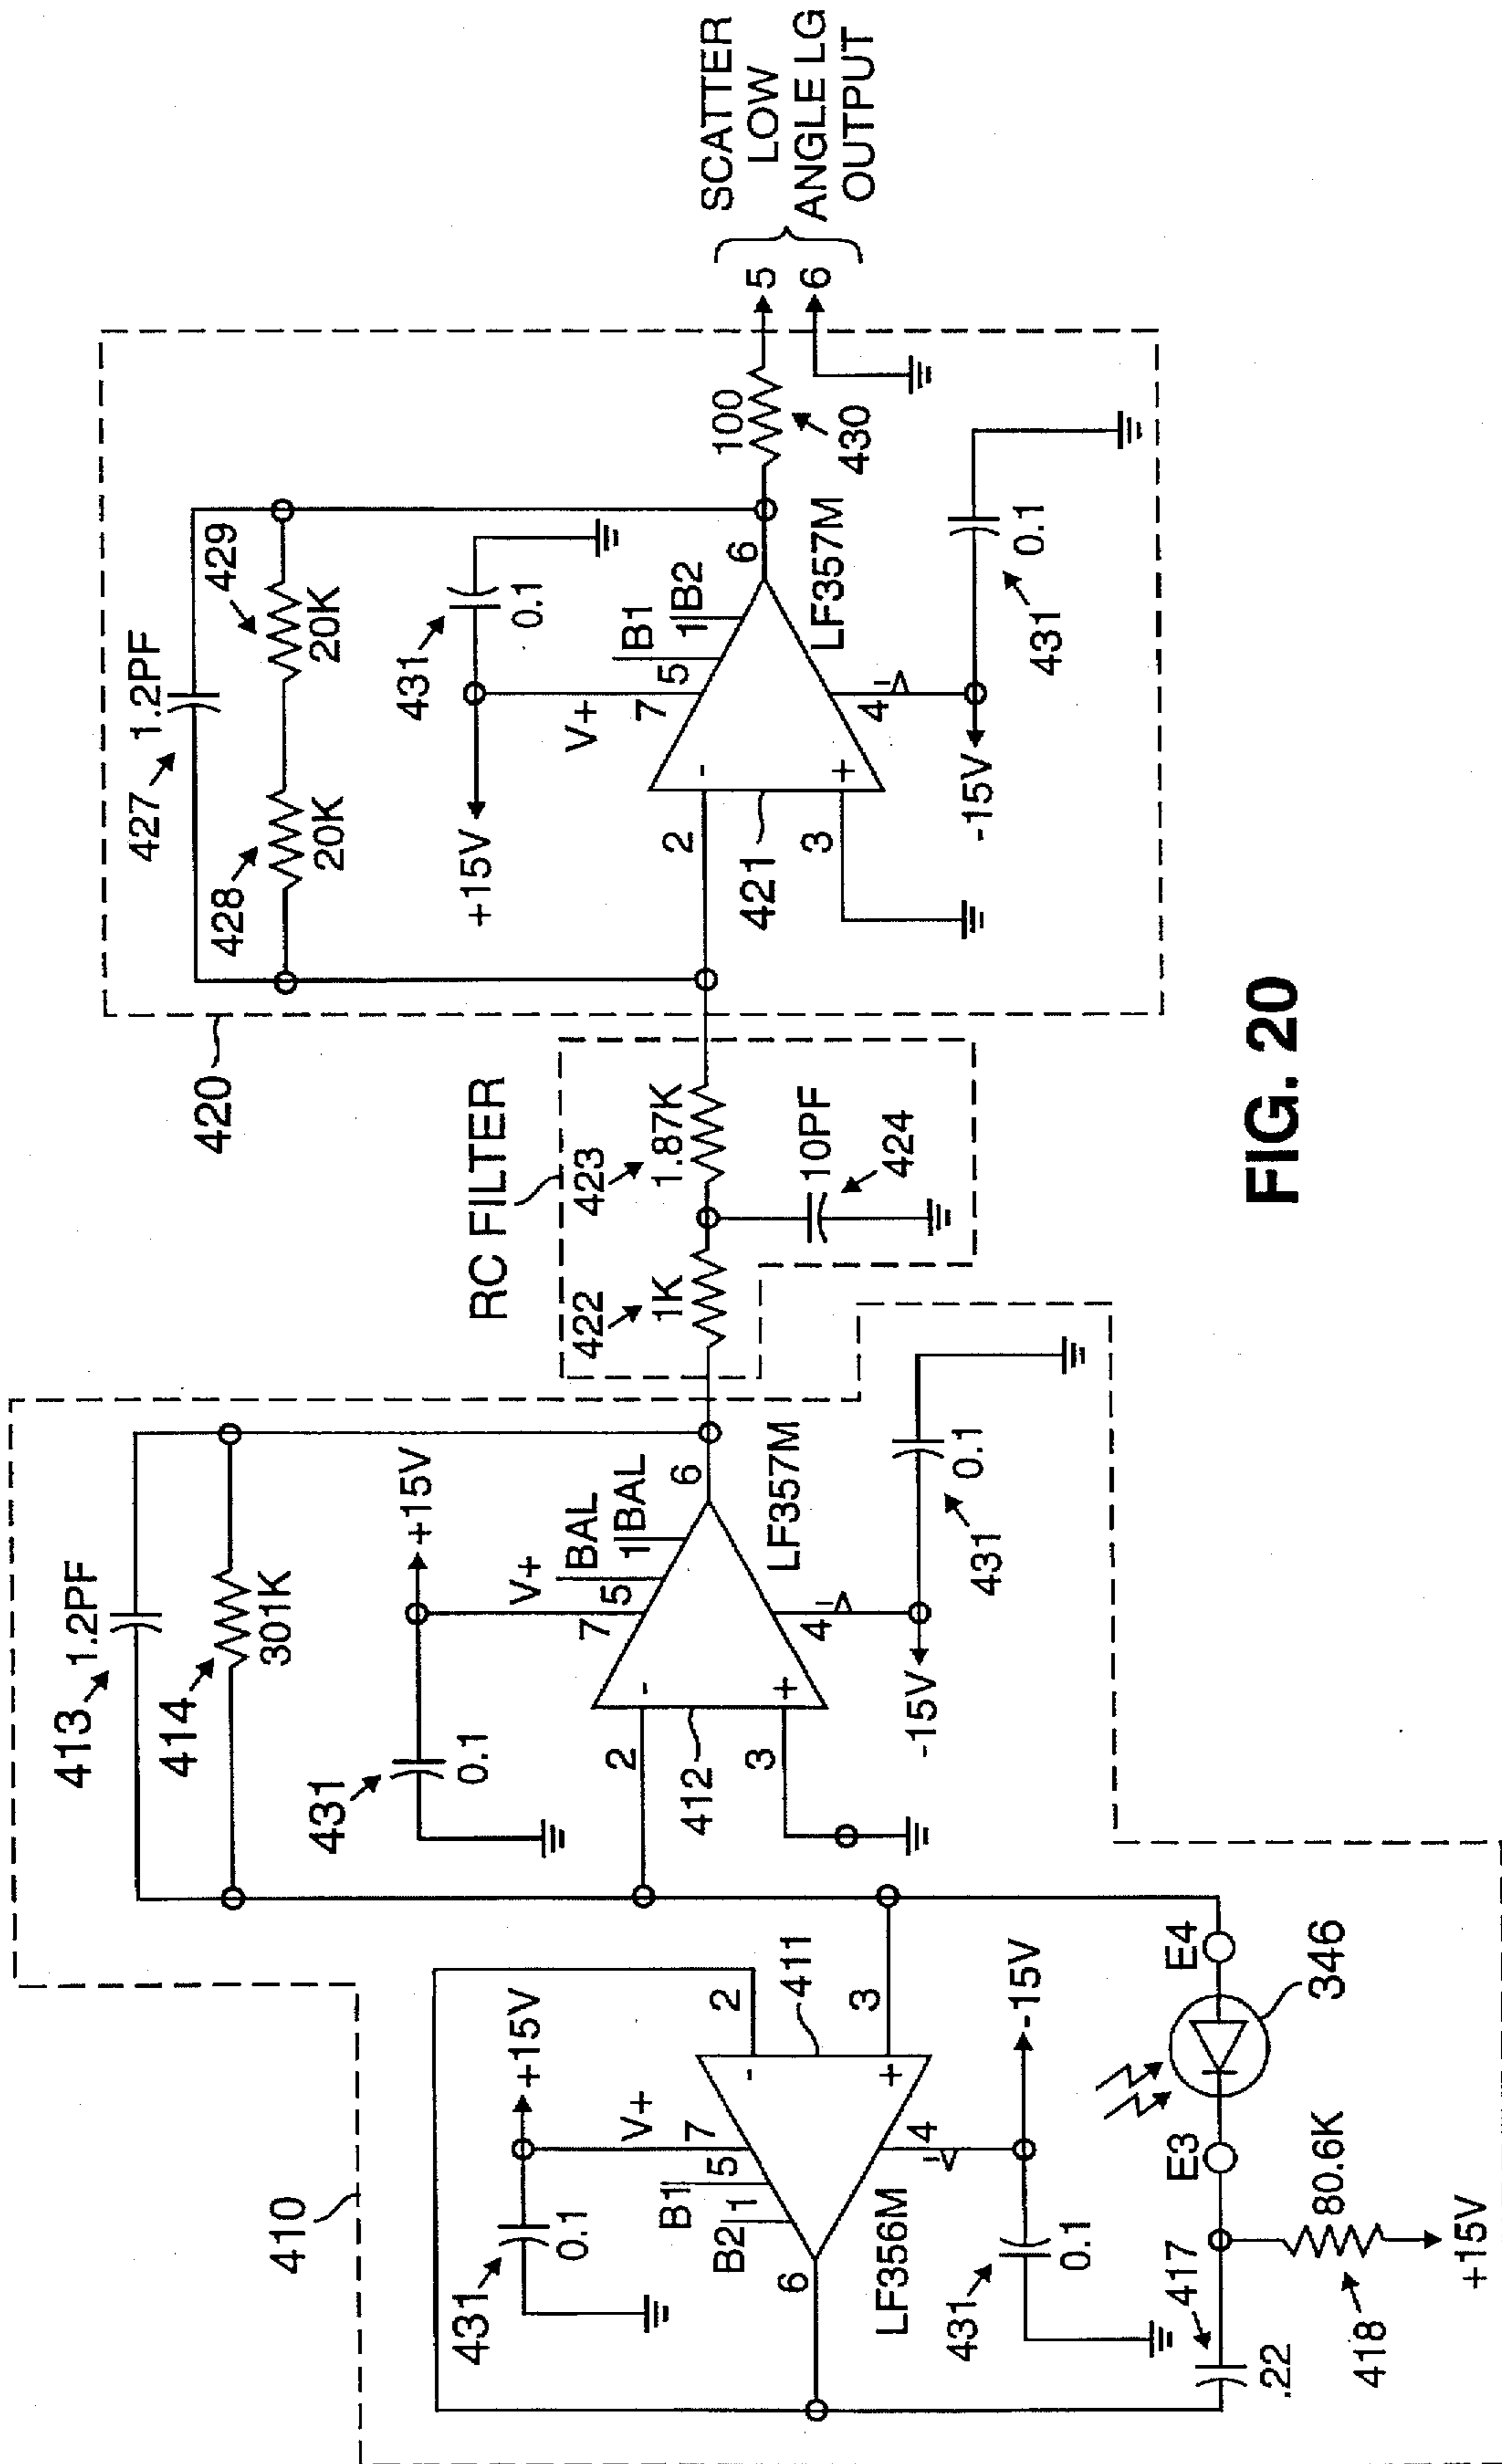 410
431
0.1
+15V
V+
7
5
B1
B2
1
6
2
411
3
-
+
LF356M
4
-V
431
0.1
-15V
417
.22
E3
E4
346
80.6K
418
+15V
413
1.2PF
414
301K
431
0.1
+15V
V+
7
5
BAL
1
BAL
2
412
3
-
+
6
LF357M
4
-V
-15V
431
0.1
RC FILTER
422
1K
423
1.87K
10PF
424
420
427
1.2PF
428
20K
429
20K
431
0.1
+15V
V+
7
5
B1
1
B2
2
421
3
-
+
6
LF357M
4
-V
-15V
431
0.1
100
430
5
6
SCATTER
LOW
ANGLE LG
OUTPUT
FIG. 20